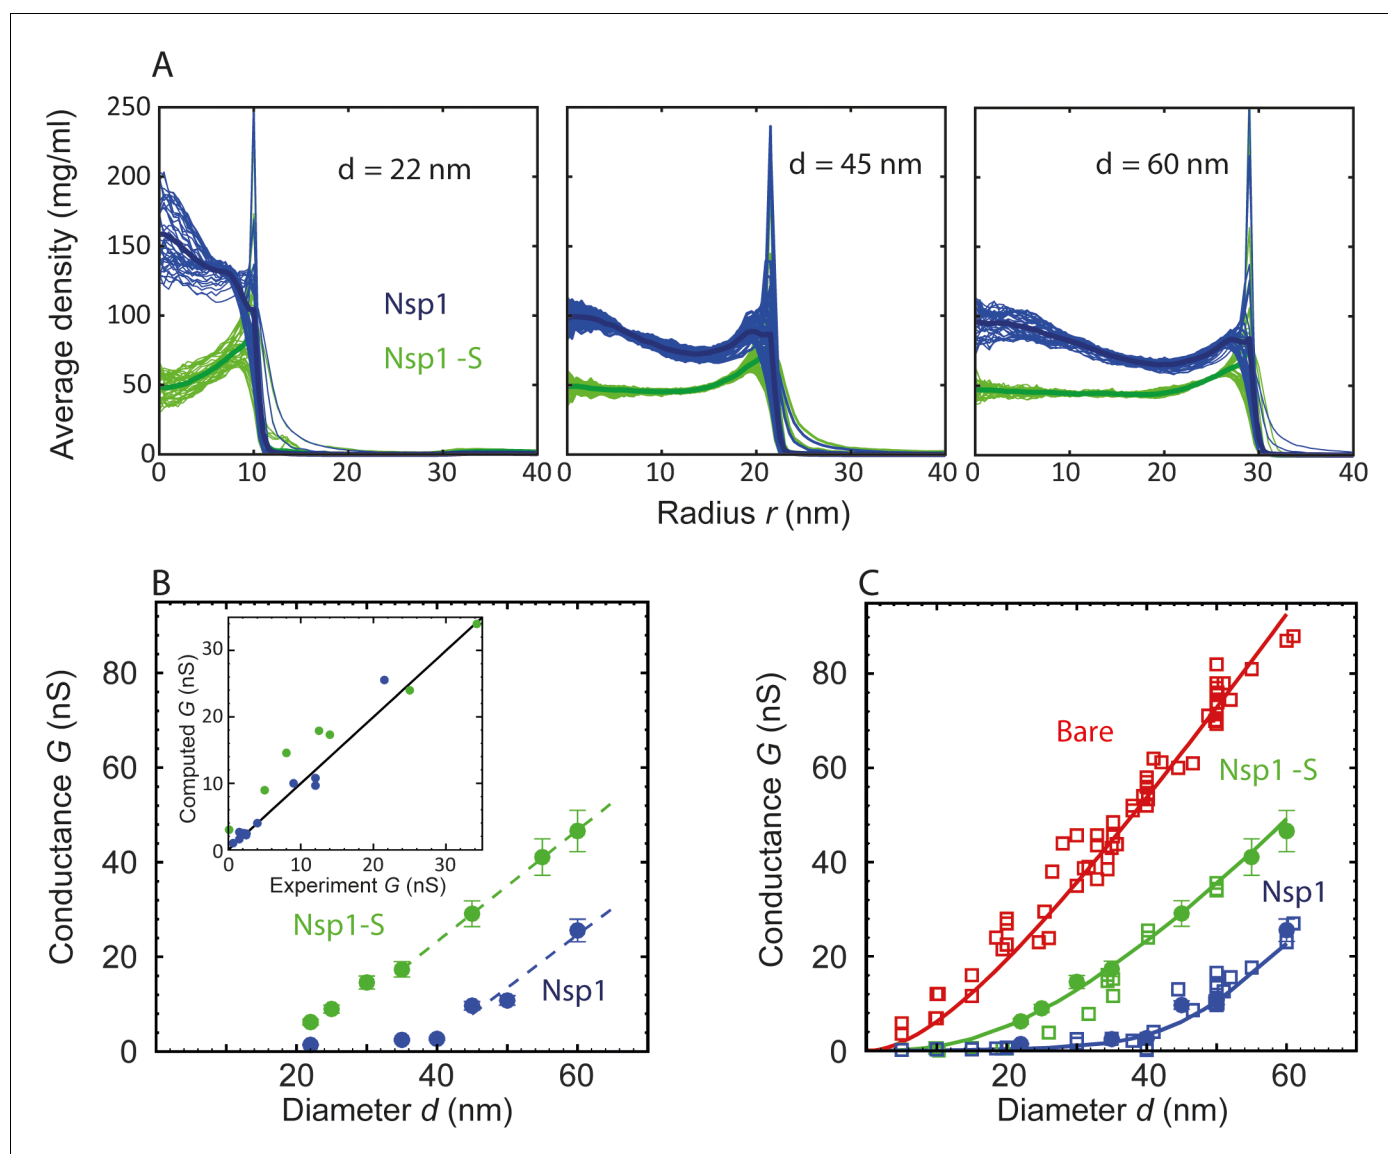 A
250
200
150
100
50
0
Average density (mg/ml)
d = 22 nm
d = 45 nm
d = 60 nm
Nsp1
Nsp1 -S
0 10 20 30 40
0 10 20 30 40
0 10 20 30 40
Radius r (nm)
B
80
60
40
20
0
Conductance G (nS)
30
20
10
0
Computed G (nS)
0 10 20 30
Experiment G (nS)
Nsp1-S
Nsp1
20 40 60
Diameter d (nm)
C
80
60
40
20
0
Conductance G (nS)
Bare
Nsp1 -S
Nsp1
20 40 60
Diameter d (nm)